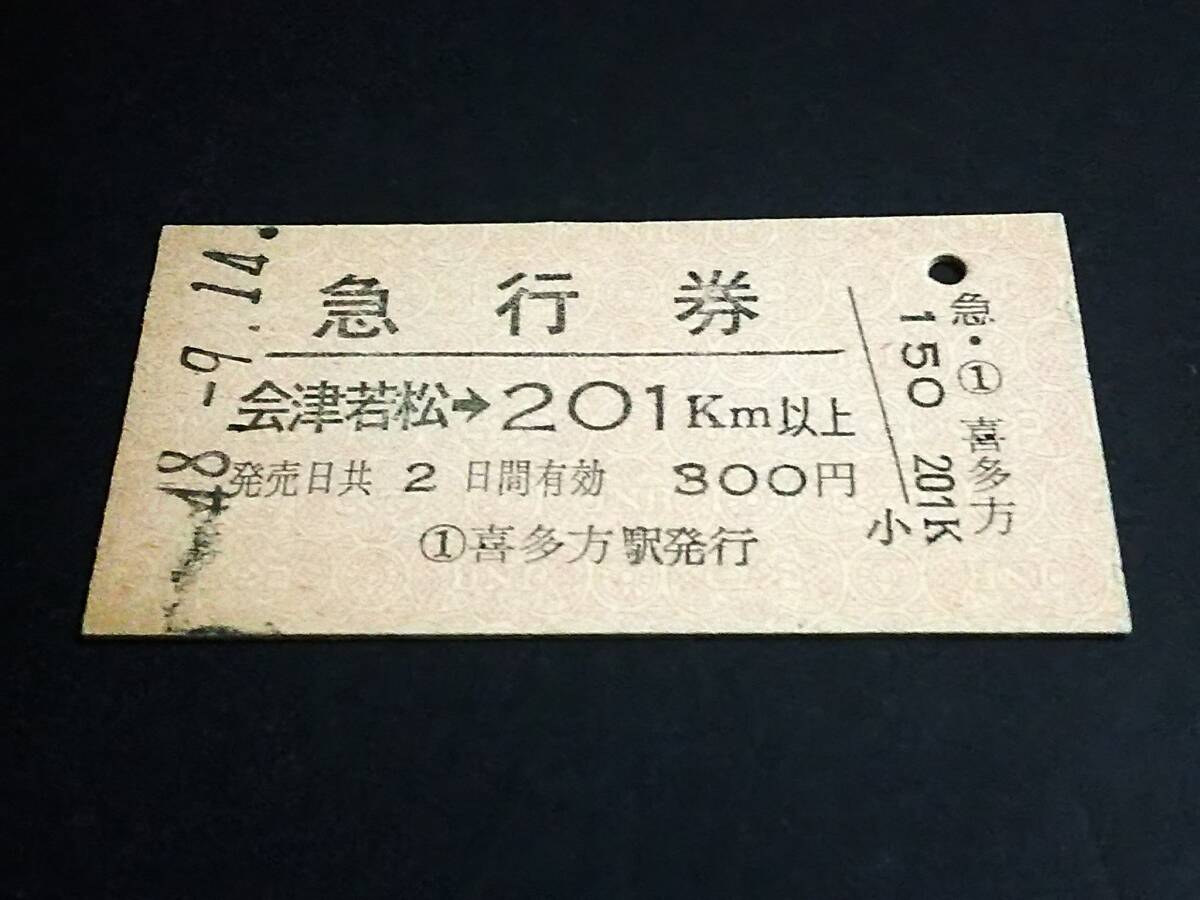 48.-9.14.
急行券
会津若松➔201Km以上
発売日共 2 日間有効 300円
①喜多方駅発行
小
急・①喜多方
150 201K